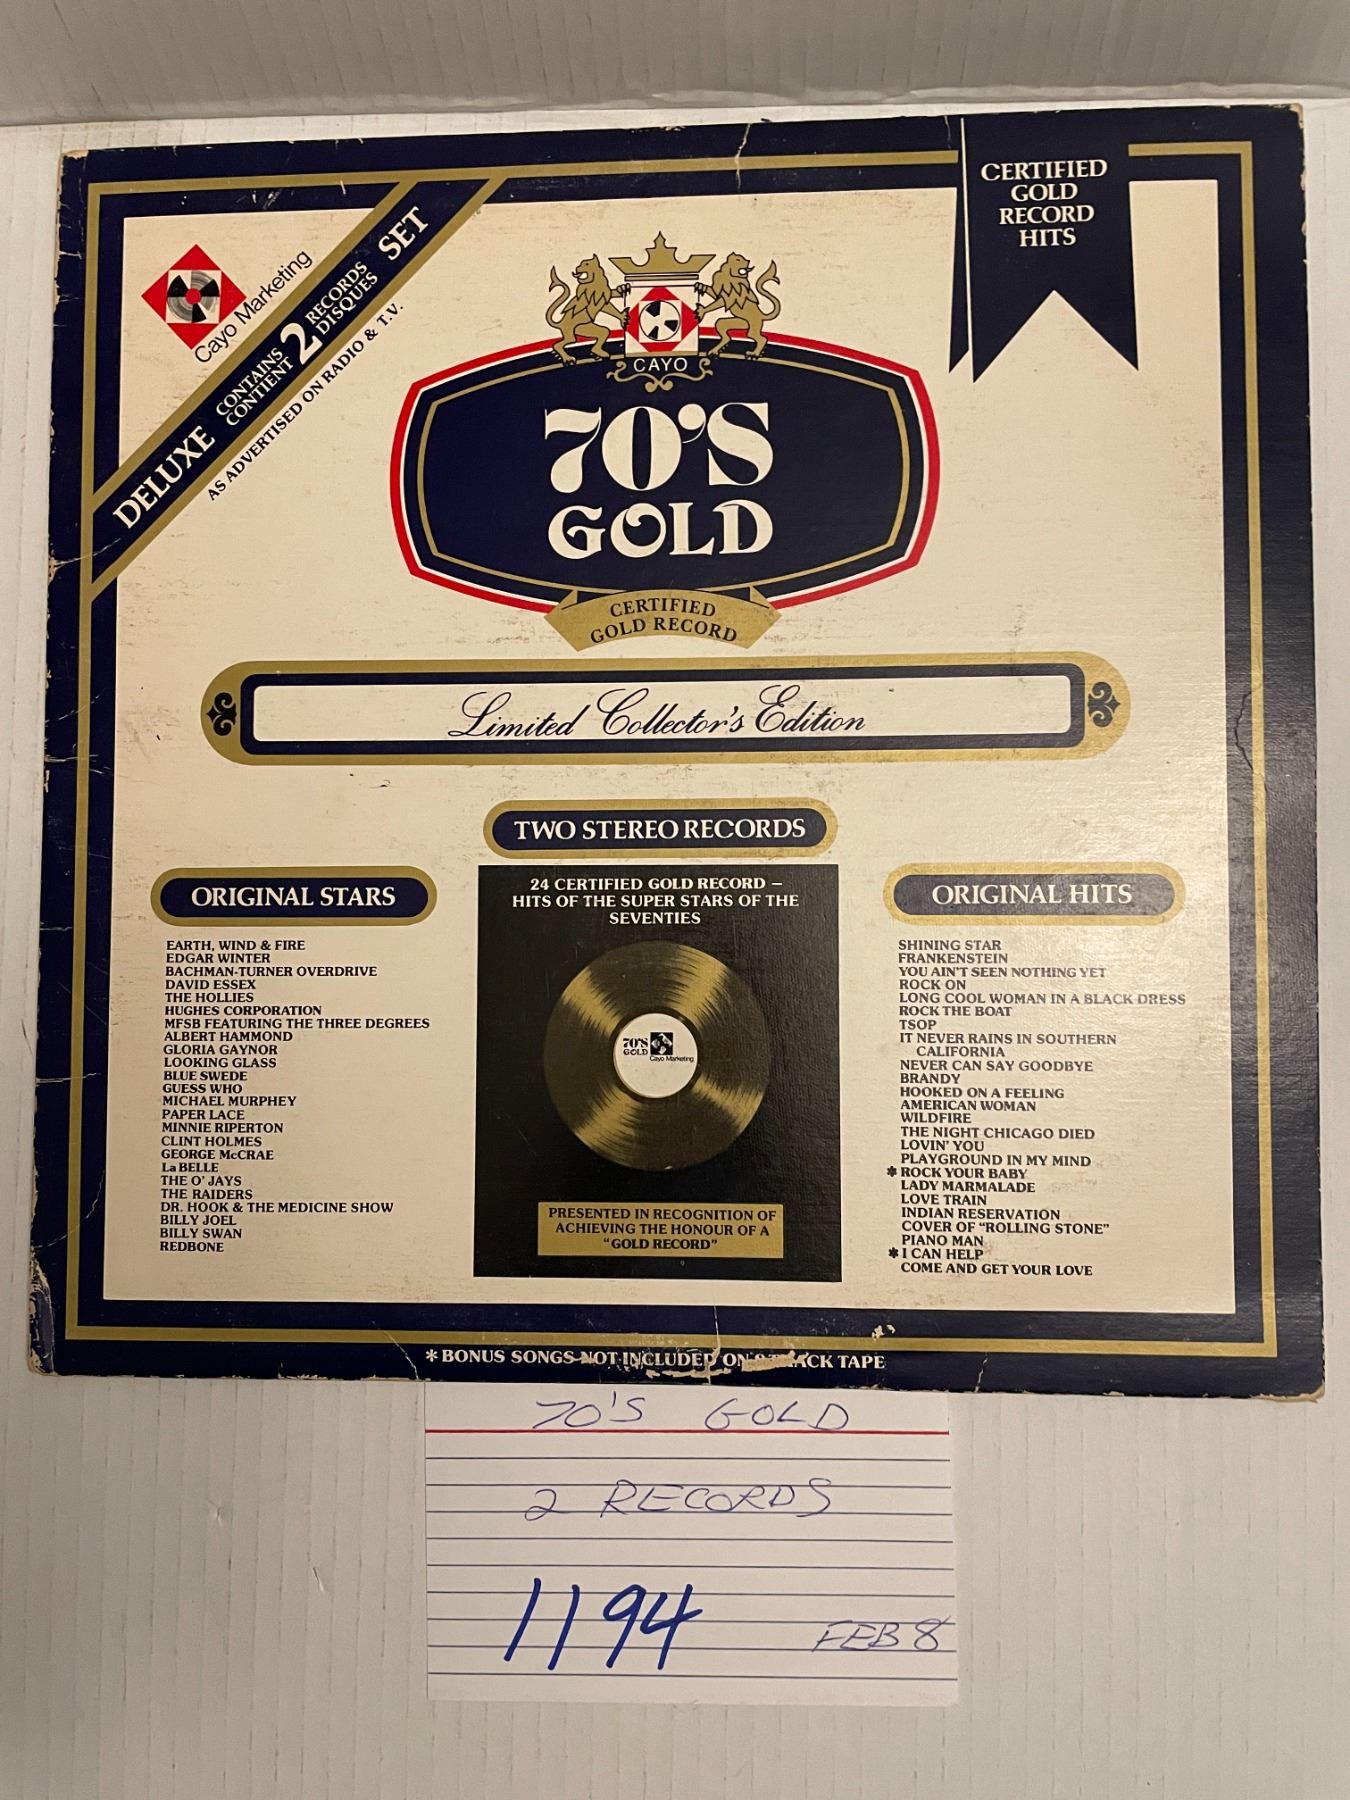 CERTIFIED
GOLD
RECORD
HITS
Cayo Marketing
DELUXE CONTAINS CONTIENT 2 RECORDS DISQUES SET
AS ADVERTISED ON RADIO & T.V.
CAYO
70'S
GOLD
CERTIFIED
GOLD RECORD
Limited Collector's Edition
TWO STEREO RECORDS
ORIGINAL STARS
EARTH, WIND & FIRE
EDGAR WINTER
BACHMAN-TURNER OVERDRIVE
DAVID ESSEX
THE HOLLIES
HUGHES CORPORATION
MFSB FEATURING THE THREE DEGREES
ALBERT HAMMOND
GLORIA GAYNOR
LOOKING GLASS
BLUE SWEDE
GUESS WHO
MICHAEL MURPHEY
PAPER LACE
MINNIE RIPERTON
CLINT HOLMES
GEORGE McCRAE
LaBELLE
THE O'JAYS
THE RAIDERS
DR. HOOK & THE MEDICINE SHOW
BILLY JOEL
BILLY SWAN
REDBONE
24 CERTIFIED GOLD RECORD –
HITS OF THE SUPER STARS OF THE
SEVENTIES
70'S
GOLD
Cayo Marketing
PRESENTED IN RECOGNITION OF
ACHIEVING THE HONOUR OF A
"GOLD RECORD"
ORIGINAL HITS
SHINING STAR
FRANKENSTEIN
YOU AIN'T SEEN NOTHING YET
ROCK ON
LONG COOL WOMAN IN A BLACK DRESS
ROCK THE BOAT
TSOP
IT NEVER RAINS IN SOUTHERN
CALIFORNIA
NEVER CAN SAY GOODBYE
BRANDY
HOOKED ON A FEELING
AMERICAN WOMAN
WILDFIRE
THE NIGHT CHICAGO DIED
LOVIN' YOU
PLAYGROUND IN MY MIND
* ROCK YOUR BABY
LADY MARMALADE
LOVE TRAIN
INDIAN RESERVATION
COVER OF "ROLLING STONE"
PIANO MAN
* I CAN HELP
COME AND GET YOUR LOVE
* BONUS SONGS NOT INCLUDED ON TAPE
70'S GOLD
2 RECORDS
1194
FEB 8